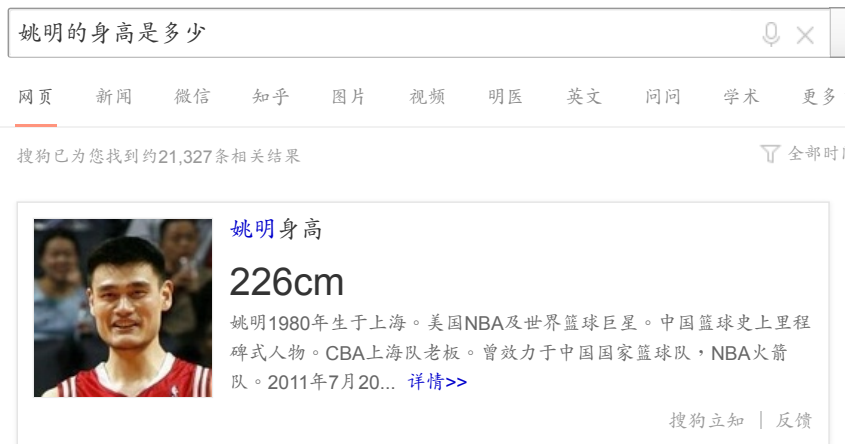 姚明的身高是多少
网页 新闻 微信 知乎 图片 视频 明医 英文 问问 学术 更多
搜狗已为您找到约21,327条相关结果
全部时
姚明身高
226cm
姚明1980年生于上海。美国NBA及世界篮球巨星。中国篮球史上里程
碑式人物。CBA上海队老板。曾效力于中国国家篮球队，NBA火箭
队。2011年7月20... 详情>>
搜狗立知 | 反馈